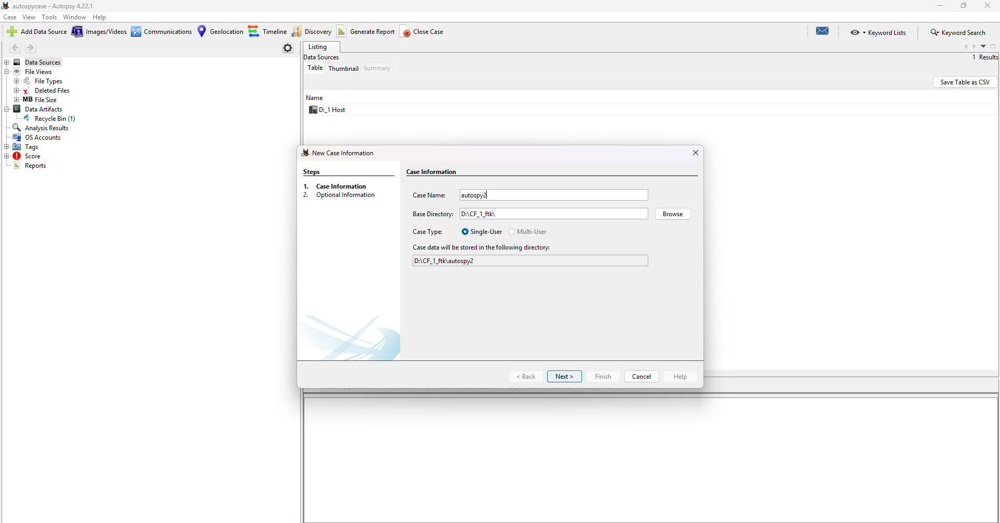 autospycase - Autopsy 4.22.1
Case View Tools Window Help
Add Data Source Images/Videos Communications Geolocation Timeline Discovery Generate Report Close Case Keyword Lists Keyword Search
Listing
Data Sources 1 Results
Table Thumbnail Summary
Save Table as CSV
Name
D:_1 Host
Data Sources
File Views
File Types
Deleted Files
MB File Size
Data Artifacts
Recycle Bin (1)
Analysis Results
OS Accounts
Tags
Score
Reports
New Case Information
Steps
1. Case Information
2. Optional Information
Case Information
Case Name: autospy2
Base Directory: D:\CF_1_ftk\ Browse
Case Type: Single-User Multi-User
Case data will be stored in the following directory:
D:\CF_1_ftk\autospy2
< Back Next > Finish Cancel Help